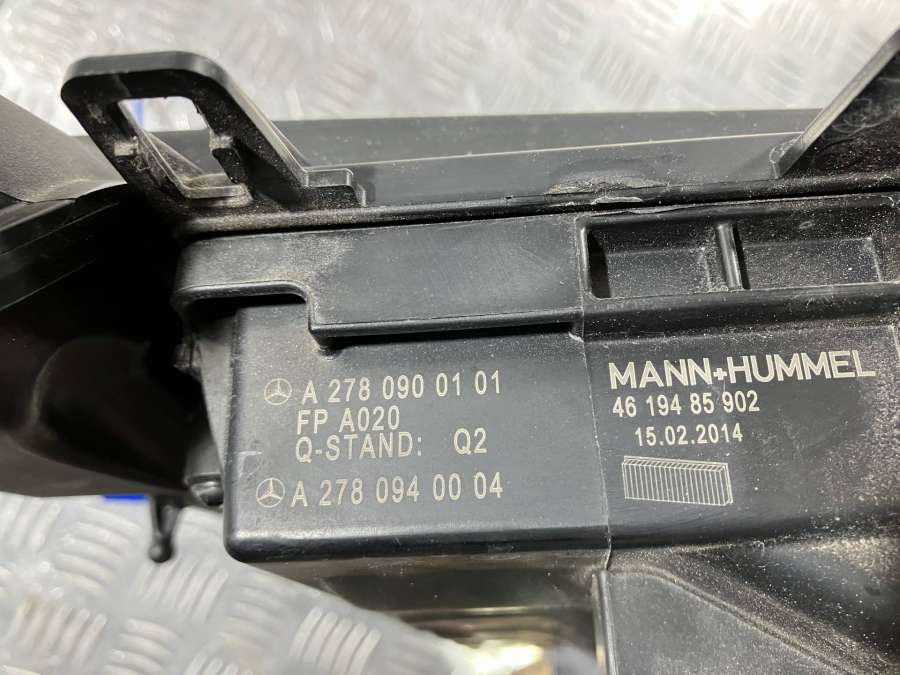 A 278 090 01 01
FP A020
Q-STAND: Q2
A 278 094 00 04
MANN+HUMMEL
46 194 85 902
15.02.2014